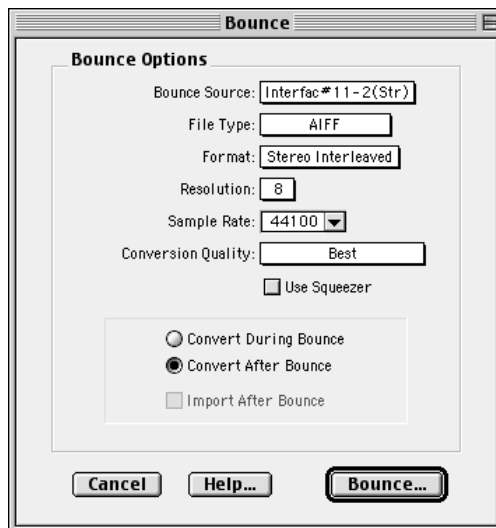 Bounce
Bounce Options
Bounce Source: Interfac#11-2(Str)
File Type: AIFF
Format: Stereo Interleaved
Resolution: 8
Sample Rate: 44100
Conversion Quality: Best
Use Squeezer
Convert During Bounce
Convert After Bounce
Import After Bounce
Cancel Help... Bounce...